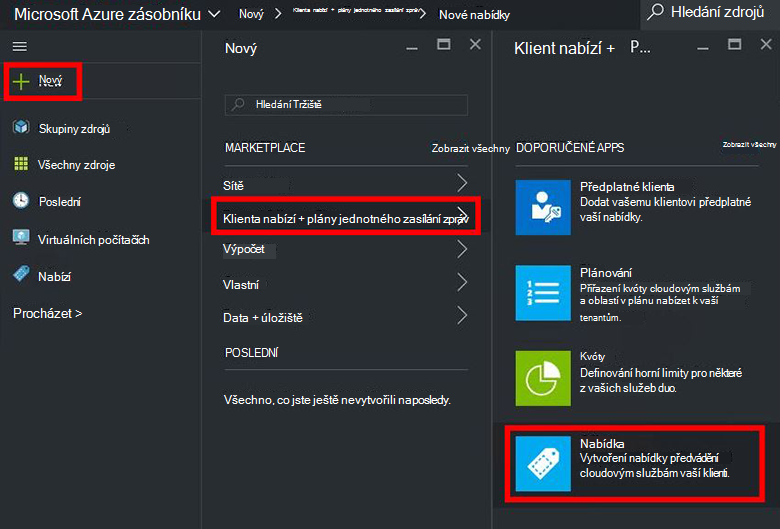 Microsoft Azure zásobníku
Nový
Klienta nabízí + plány jednotného zasílání zpráv
Nové nabídky
Hledání zdrojů
Nový
Skupiny zdrojů
Všechny zdroje
Poslední
Virtuálních počítačích
Nabízí
Procházet >
Nový
Hledání Tržiště
MARKETPLACE
Zobrazit všechny
Sítě
Klienta nabízí + plány jednotného zasílání zpráv
Výpočet
Vlastní
Data + úložiště
POSLEDNÍ
Všechno, co jste ještě nevytvořili naposledy.
Klient nabízí + P...
Zobrazit všechny
DOPORUČENÉ APPS
Předplatné klienta
Dodat vašemu klientovi předplatné
vaší nabídky.
Plánování
Přiřazení kvóty cloudovým službám
a oblastí v plánu nabízet k vaší
tenantům.
Kvóty
Definování horní limity pro některé
z vašich služeb duo.
Nabídka
Vytvoření nabídky předvádění
cloudovým službám vaší klienti.